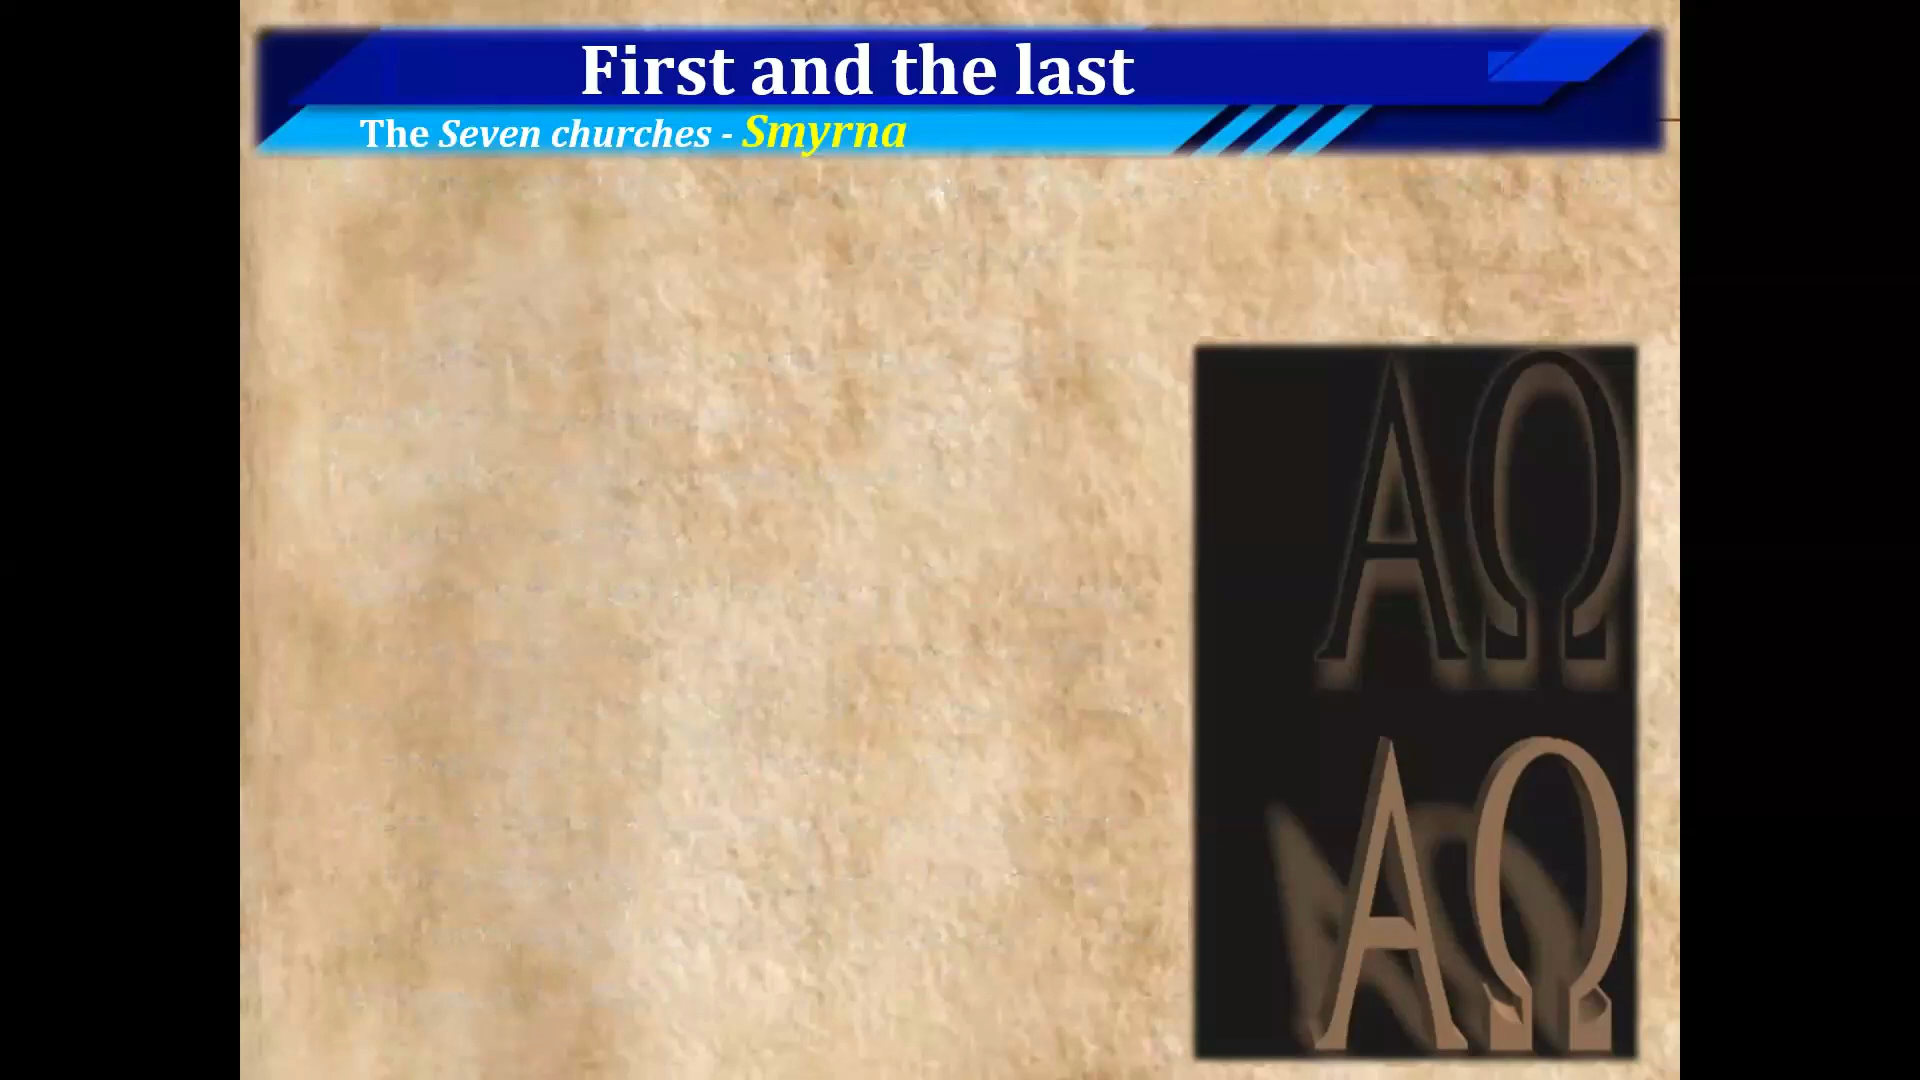 First and the last
The Seven churches - Smyrna
ΑΩ
ΑΩ